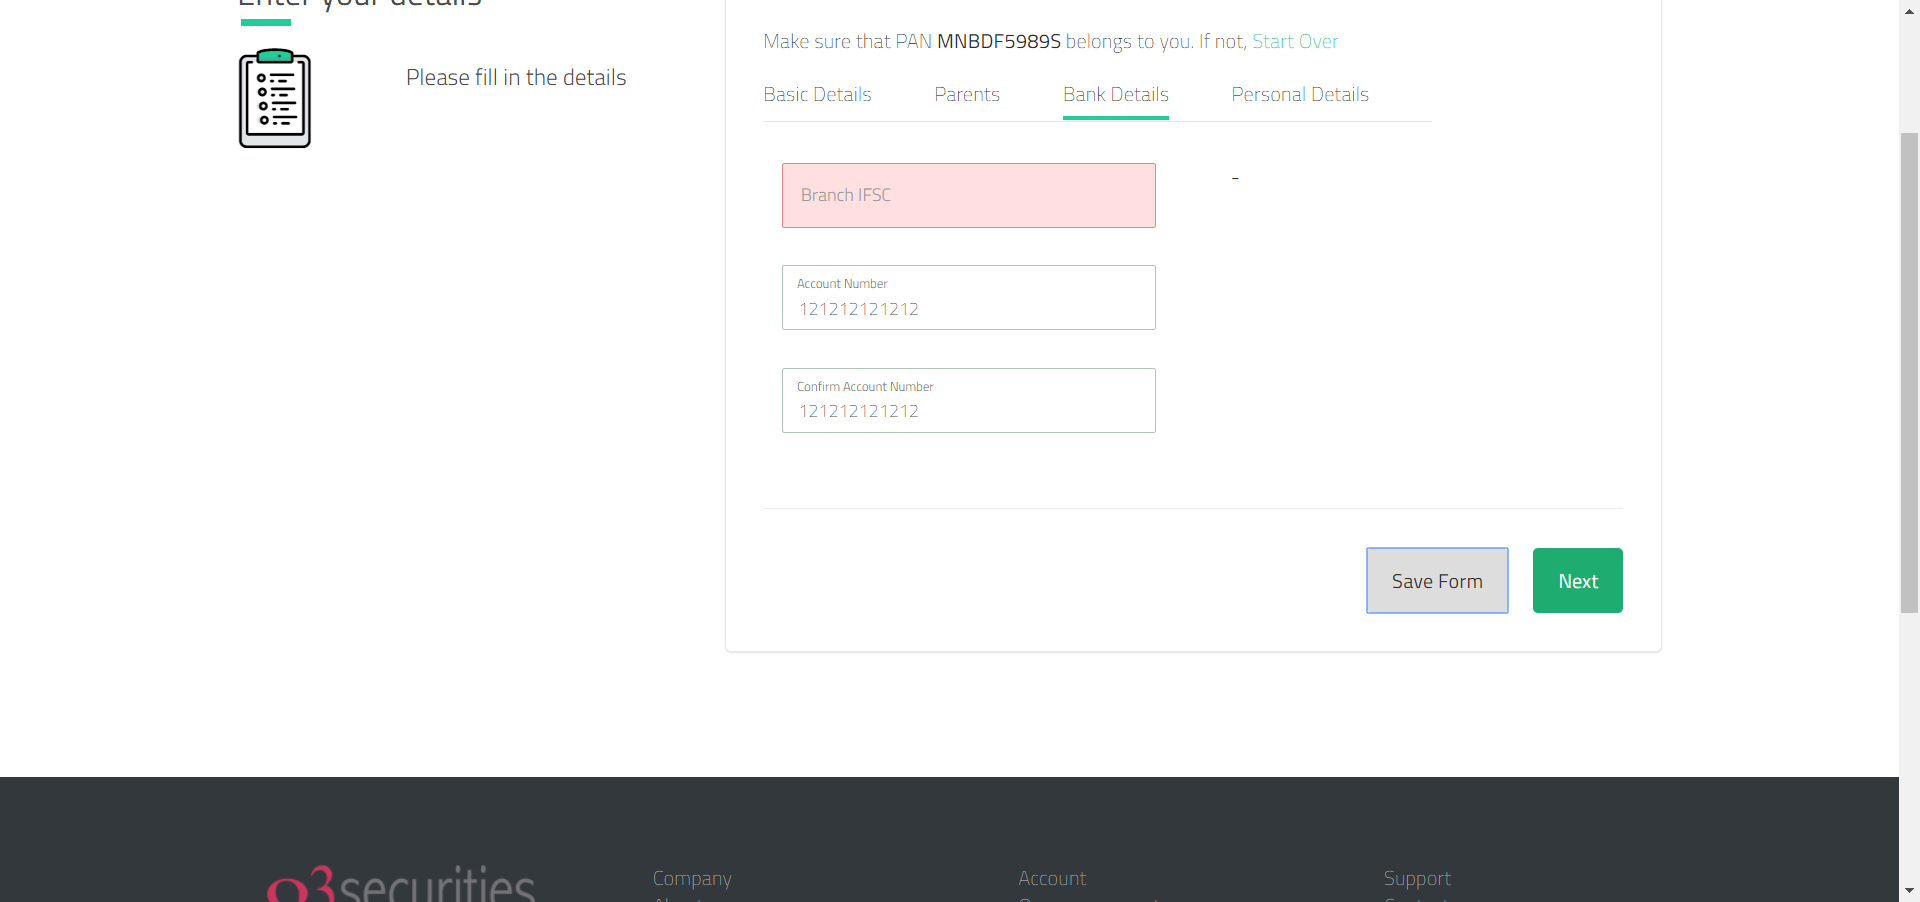 Enter your details
Please fill in the details
Make sure that PAN MNBDF5989S belongs to you. If not, Start Over
Basic Details Parents Bank Details Personal Details
Branch IFSC
-
Account Number
121212121212
Confirm Account Number
121212121212
Save Form Next
o3securities
Company Account Support